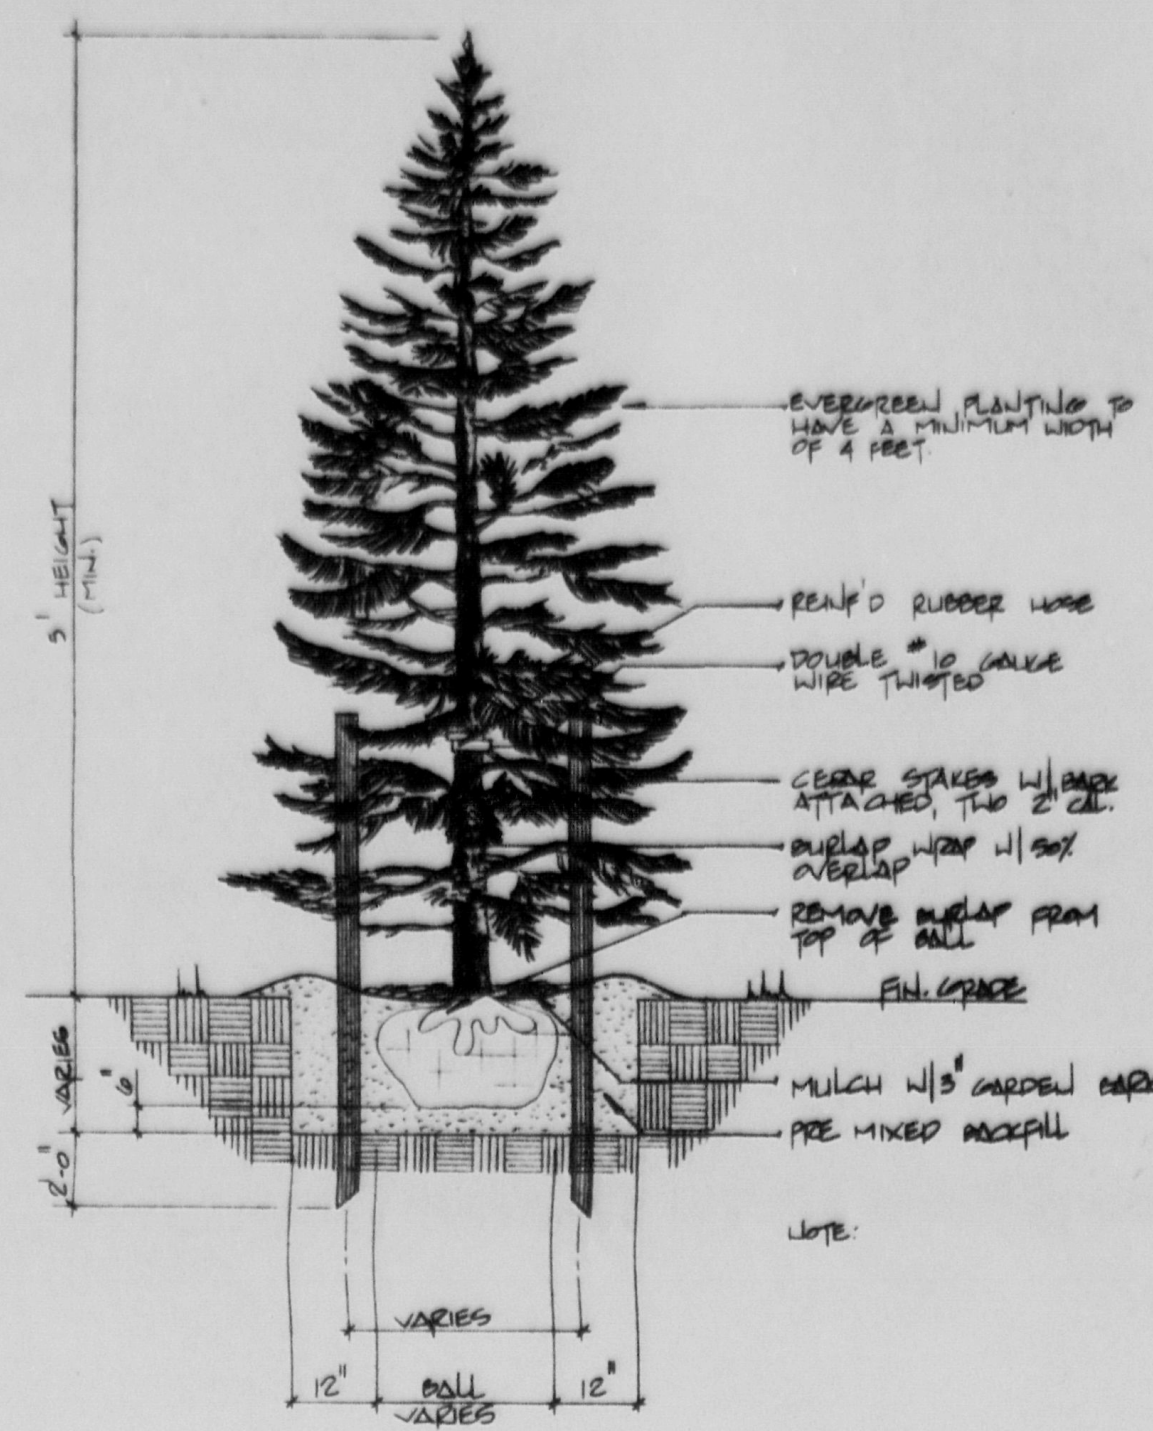 5' HEIGHT
(MIN.)
EVERGREEN PLANTING TO
HAVE A MINIMUM WIDTH
OF 4 FEET.
REINF'D RUBBER HOSE
DOUBLE #10 GAUGE
WIRE TWISTED
CEDAR STAKES W/BARK
ATTACHED, TWO 2" CAL.
BURLAP WRAP W/50%
OVERLAP
REMOVE BURLAP FROM
TOP OF BALL
FIN. GRADE
MULCH W/3" GARDEN BARK
PRE MIXED BACKFILL
VARIES
6"
2'-0"
NOTE:
VARIES
12"
BALL
VARIES
12"